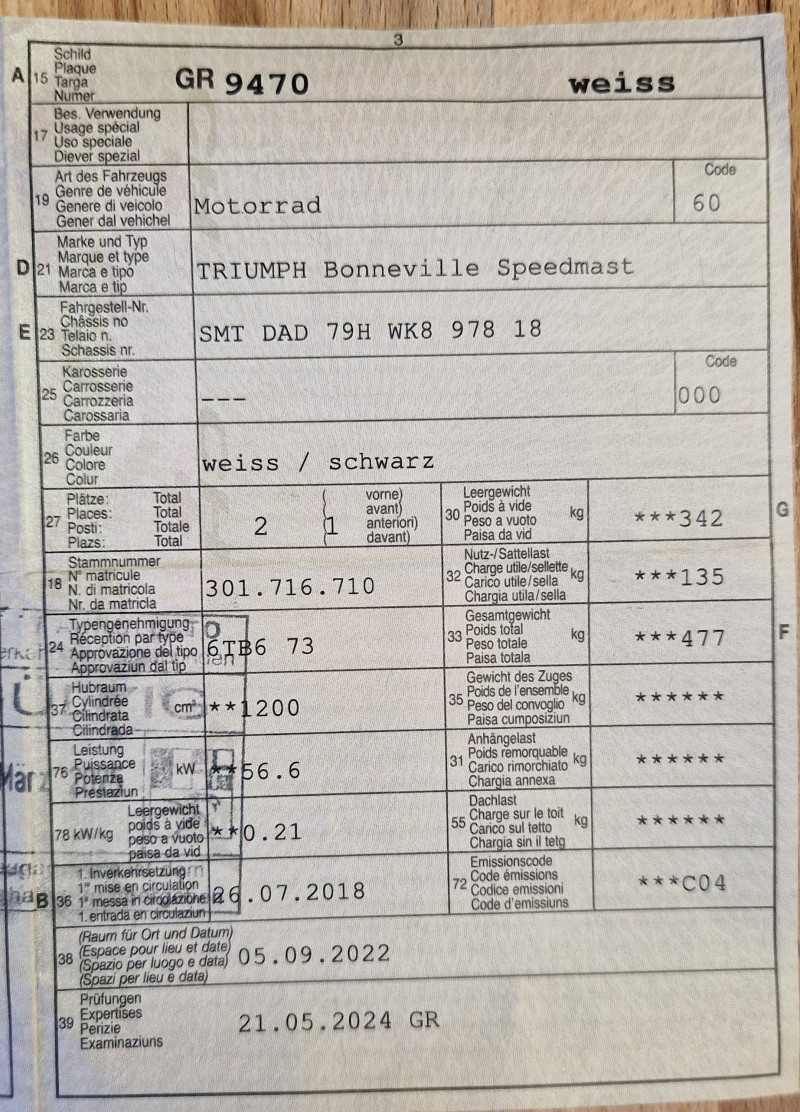 3
A 15 Schild
Plaque
Targa
Numer
GR 9470 weiss
17 Bes. Verwendung
Usage spécial
Uso speciale
Diever spezial
19 Art des Fahrzeugs
Genre de véhicule
Genere di veicolo
Gener dal vehichel
Motorrad
Code
60
D 21 Marke und Typ
Marque et type
Marca e tipo
Marca e tip
TRIUMPH Bonneville Speedmast
E 23 Fahrgestell-Nr.
Châssis no
Telaio n.
Schassis nr.
SMT DAD 79H WK8 978 18
25 Karosserie
Carrosserie
Carrozzeria
Carossaria
---
Code
000
26 Farbe
Couleur
Colore
Colur
weiss / schwarz
27 Plätze: Total
Places: Total
Posti: Totale
Plazs: Total
2 (1 vorne)
( avant)
anteriori)
davant)
30 Leergewicht
Poids à vide
Peso a vuoto
Paisa da vid
kg
***342
G
18 Stammnummer
N° matricule
N. di matricola
Nr. da matricla
301.716.710
32 Nutz-/Sattellast
Charge utile/sellette
Carico utile/sella
Chargia utila/sella
kg
***135
24 Typengenehmigung
Réception par type
Approvazione del tipo
Approvaziun dal tip
6TB6 73
33 Gesamtgewicht
Poids total
Peso totale
Paisa totala
kg
***477
F
37 Hubraum
Cylindrée
Cilindrata
Cilindrada
cm³
**1200
35 Gewicht des Zuges
Poids de l'ensemble
Peso del convoglio
Paisa cumposiziun
kg
******
76 Leistung
Puissance
Potenza
Prestaziun
kW
**56.6
31 Anhängelast
Poids remorquable
Carico rimorchiato
Chargia annexa
kg
******
78 kW/kg Leergewicht
poids à vide
peso a vuoto
paisa da vid
**0.21
55 Dachlast
Charge sur le toit
Carico sul tetto
Chargia sin il tetg
kg
******
B 36 1. Inverkehrsetzung
1re mise en circulation
1a messa in circolazione
1. entrada en circulaziun
26.07.2018
72 Emissionscode
Code émissions
Codice emissioni
Code d'emissiuns
***C04
38 (Raum für Ort und Datum)
(Espace pour lieu et date)
(Spazio per luogo e data)
(Spazi per lieu e data)
05.09.2022
39 Prüfungen
Expertises
Perizie
Examinaziuns
21.05.2024 GR